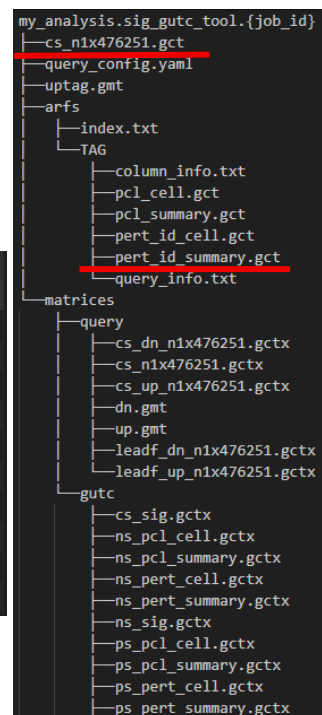 my_analysis.sig_gutc_tool.{job_id}
├──cs_n1x476251.gct
├──query_config.yaml
├──uptag.gmt
├──arfs
│   ├──index.txt
│   └──TAG
│       ├──column_info.txt
│       ├──pcl_cell.gct
│       ├──pcl_summary.gct
│       ├──pert_id_cell.gct
│       ├──pert_id_summary.gct
│       └──query_info.txt
└──matrices
    ├──query
    │   ├──cs_dn_n1x476251.gctx
    │   ├──cs_n1x476251.gctx
    │   ├──cs_up_n1x476251.gctx
    │   ├──dn.gmt
    │   ├──up.gmt
    │   ├──leadf_dn_n1x476251.gctx
    │   └──leadf_up_n1x476251.gctx
    └──gutc
        ├──cs_sig.gctx
        ├──ns_pcl_cell.gctx
        ├──ns_pcl_summary.gctx
        ├──ns_pert_cell.gctx
        ├──ns_pert_summary.gctx
        ├──ns_sig.gctx
        ├──ps_pcl_cell.gctx
        ├──ps_pcl_summary.gctx
        ├──ps_pert_cell.gctx
        ├──ps_pert_summary.gctx